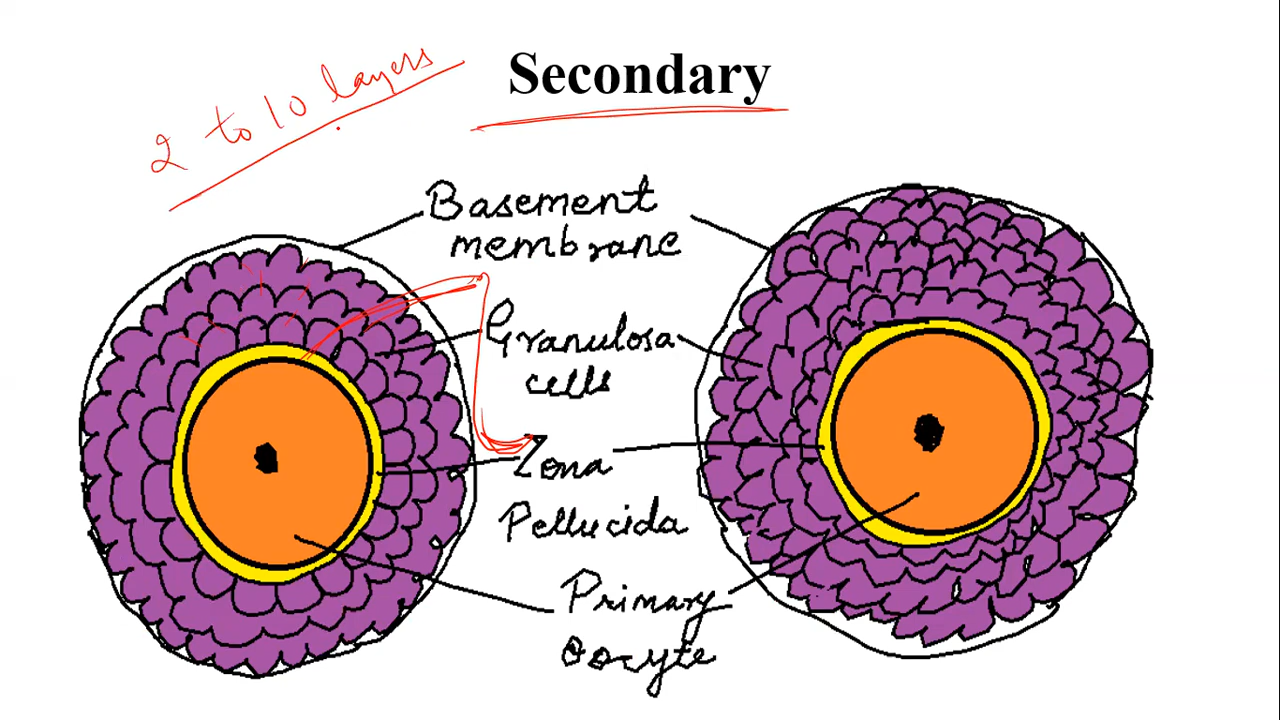 Secondary
2 to 10 layers
Basement
membrane
Granulosa
cells
Zona
Pellucida
Primary
oocyte